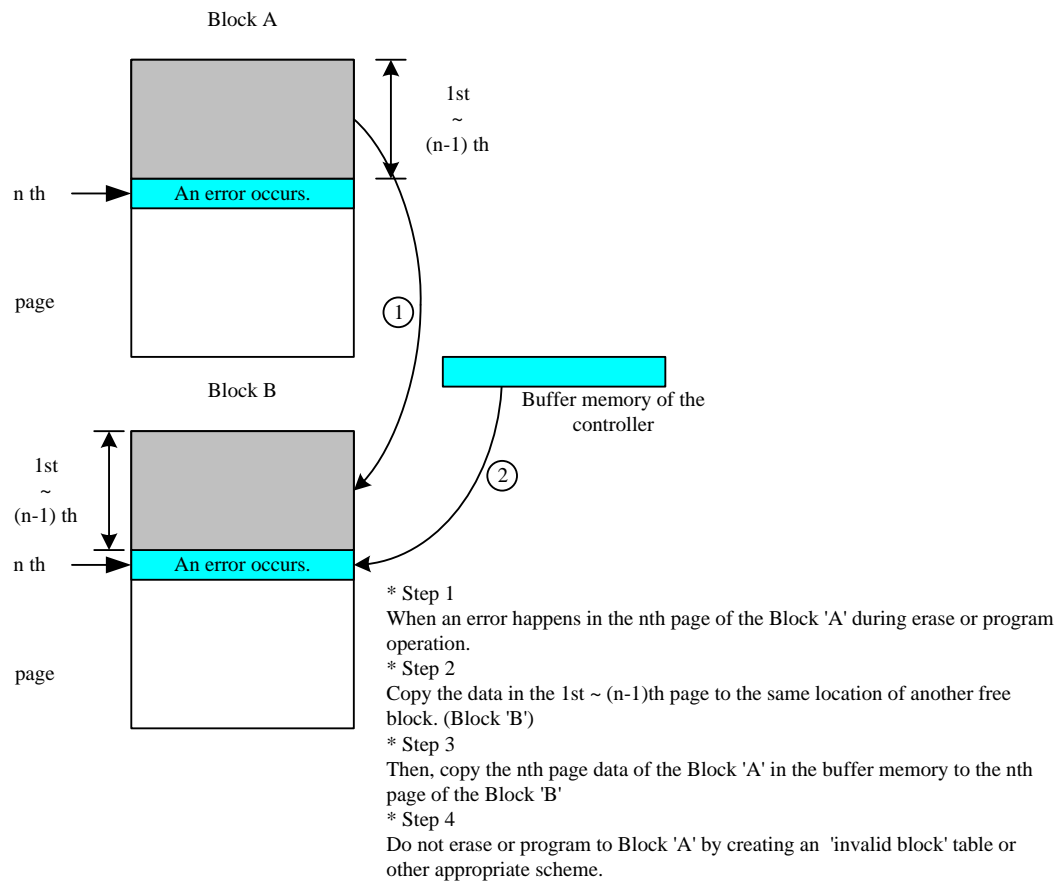 Block A
1st
~
(n-1) th
n th
An error occurs.
page
1
Block B
Buffer memory of the
controller
1st
~
(n-1) th
2
n th
An error occurs.
page
* Step 1
When an error happens in the nth page of the Block 'A' during erase or program
operation.
* Step 2
Copy the data in the 1st ~ (n-1)th page to the same location of another free
block. (Block 'B')
* Step 3
Then, copy the nth page data of the Block 'A' in the buffer memory to the nth
page of the Block 'B'
* Step 4
Do not erase or program to Block 'A' by creating an 'invalid block' table or
other appropriate scheme.